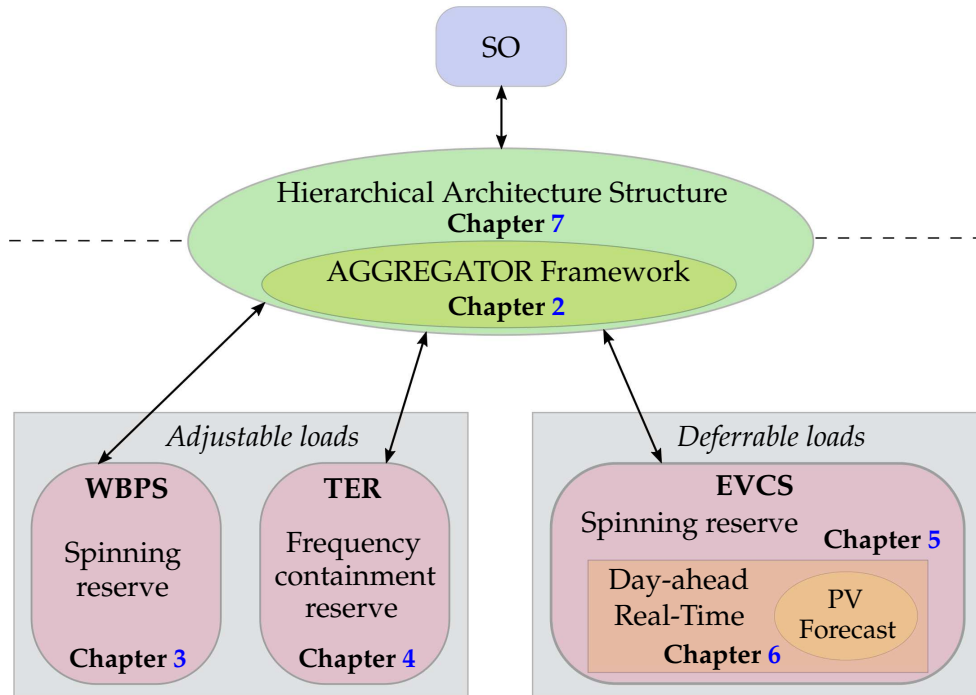 SO
Hierarchical Architecture Structure
Chapter 7
AGGREGATOR Framework
Chapter 2
Adjustable loads
WBPS
Spinning
reserve
Chapter 3
TER
Frequency
containment
reserve
Chapter 4
Deferrable loads
EVCS
Spinning reserve
Chapter 5
Day-ahead
Real-Time
PV
Forecast
Chapter 6